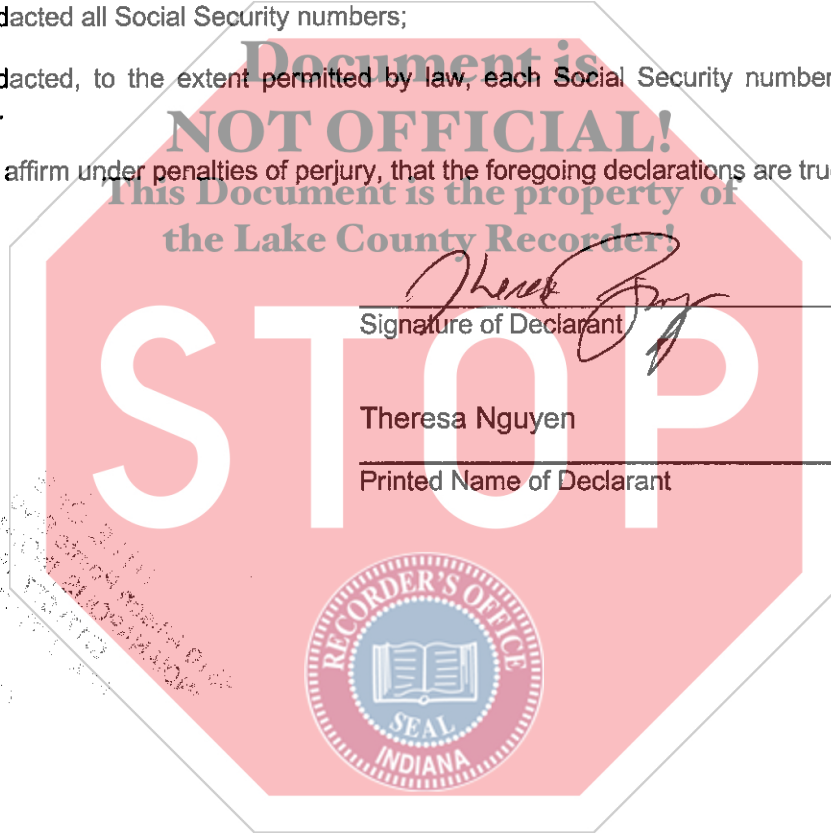 dacted all Social Security numbers;
Document is
dacted, to the extent permitted by law, each Social Security number
NOT OFFICIAL!
affirm under penalties of perjury, that the foregoing declarations are tru
This Document is the property of
the Lake County Recorder!
Signature of Declarant
STOP
Theresa Nguyen
Printed Name of Declarant
RECORDER'S OFFICE
SEAL
INDIANA